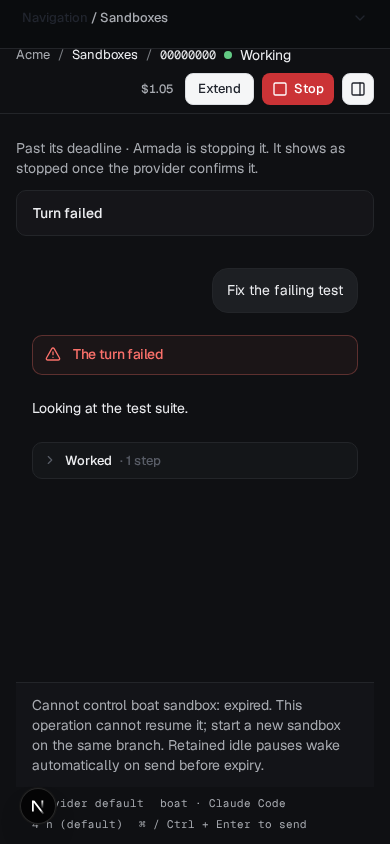 Navigation / Sandboxes
Acme / Sandboxes / 00000000 Working
$1.05 Extend Stop
Past its deadline · Armada is stopping it. It shows as
stopped once the provider confirms it.
Turn failed
Fix the failing test
The turn failed
Looking at the test suite.
Worked · 1 step
Cannot control boat sandbox: expired. This
operation cannot resume it; start a new sandbox
on the same branch. Retained idle pauses wake
automatically on send before expiry.
default boat · Claude Code
(default) ⌘ / Ctrl + Enter to send
N